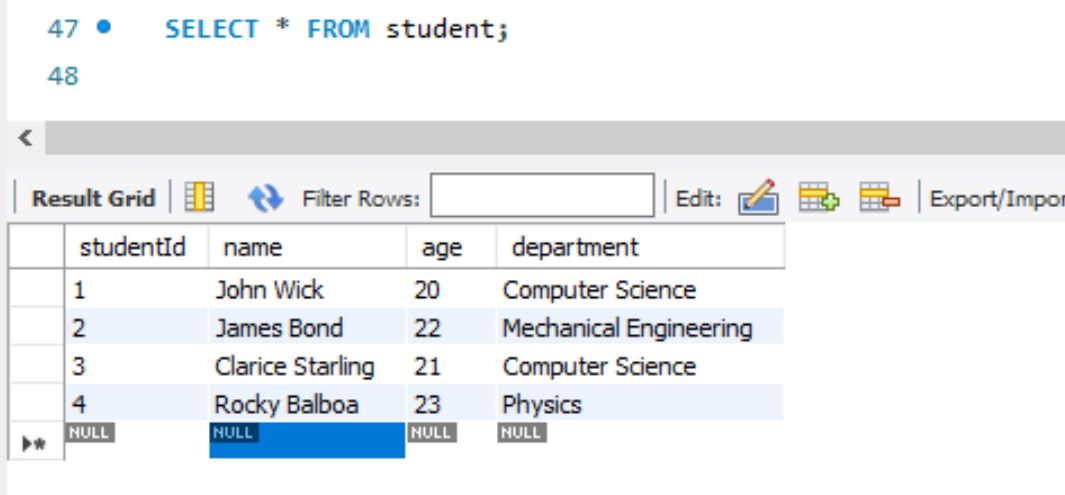 47 SELECT * FROM student;
48
Result Grid Filter Rows: Edit: Export/Impor
studentId name age department
1 John Wick 20 Computer Science
2 James Bond 22 Mechanical Engineering
3 Clarice Starling 21 Computer Science
4 Rocky Balboa 23 Physics
NULL NULL NULL NULL